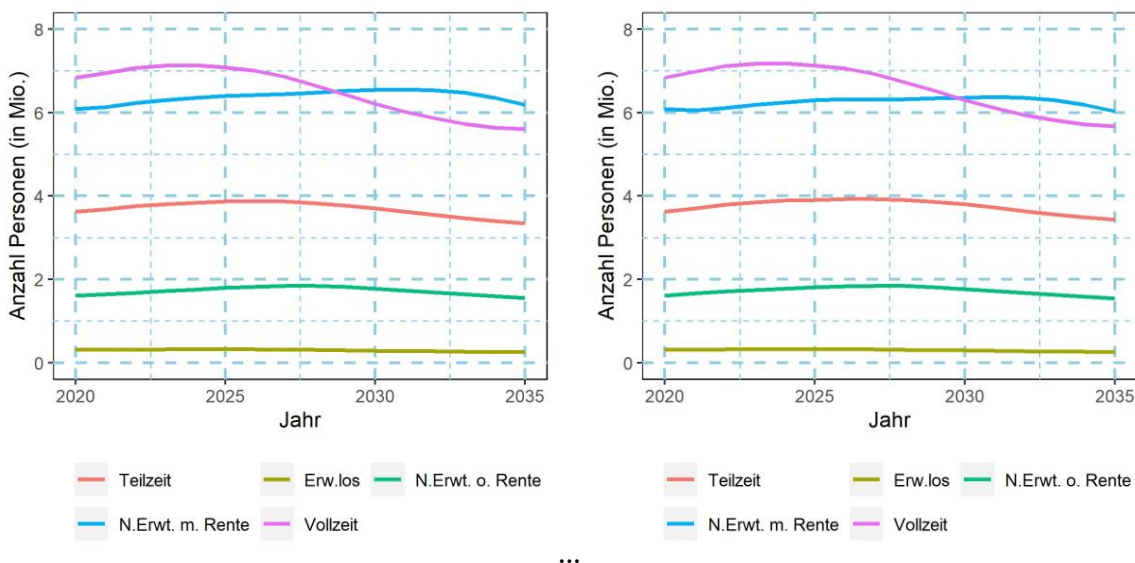 Anzahl Personen (in Mio.)
8
6
4
2
0
2020 2025 2030 2035
Jahr
Teilzeit Erw.los N.Erwt. o. Rente
N.Erwt. m. Rente Vollzeit
Anzahl Personen (in Mio.)
8
6
4
2
0
2020 2025 2030 2035
Jahr
Teilzeit Erw.los N.Erwt. o. Rente
N.Erwt. m. Rente Vollzeit
...